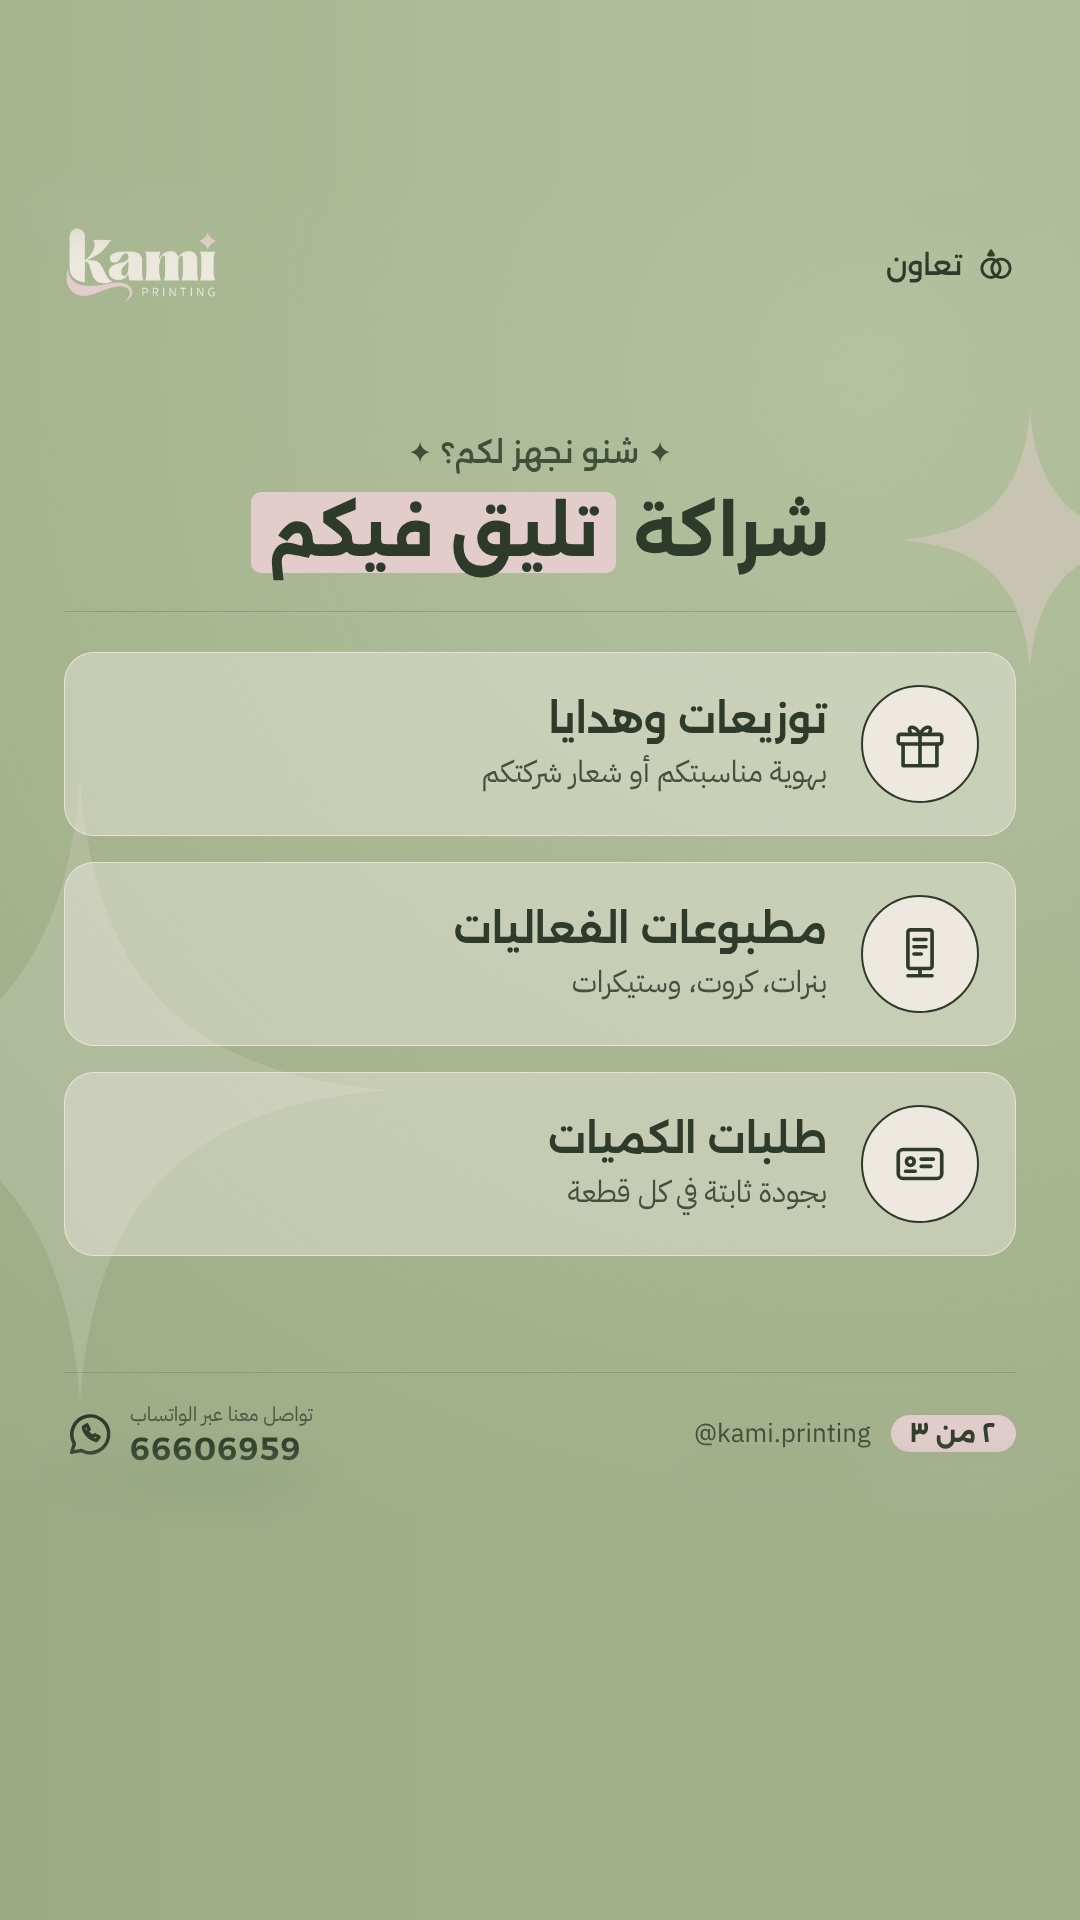 تعاون
Kami
PRINTING
✦ شنو نجهز لكم؟ ✦
شراكة تليق فيكم
توزيعات وهدايا
بهوية مناسبتكم أو شعار شركتكم
مطبوعات الفعاليات
بنرات، كروت، وستيكرات
طلبات الكميات
بجودة ثابتة في كل قطعة
٢ من ٣
@kami.printing
تواصل معنا عبر الواتساب
66606959